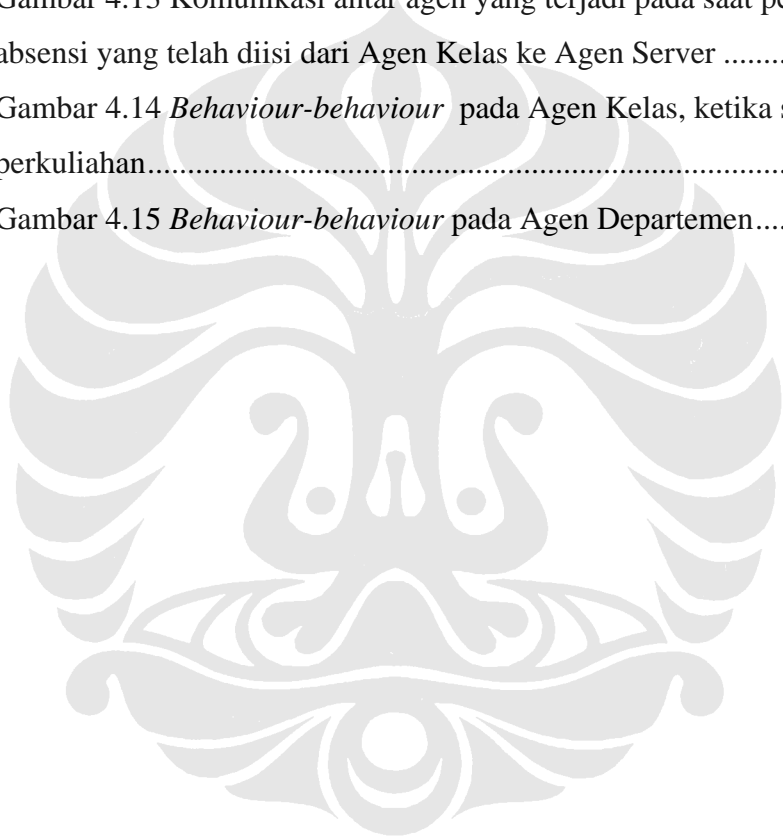 Gambar 4.13 Komunikasi antar agen yang terjadi pada saat
absensi yang telah diisi dari Agen Kelas ke Agen Server ........
Gambar 4.14 Behaviour-behaviour pada Agen Kelas, ketika
perkuliahan................................................................................
Gambar 4.15 Behaviour-behaviour pada Agen Departemen.....